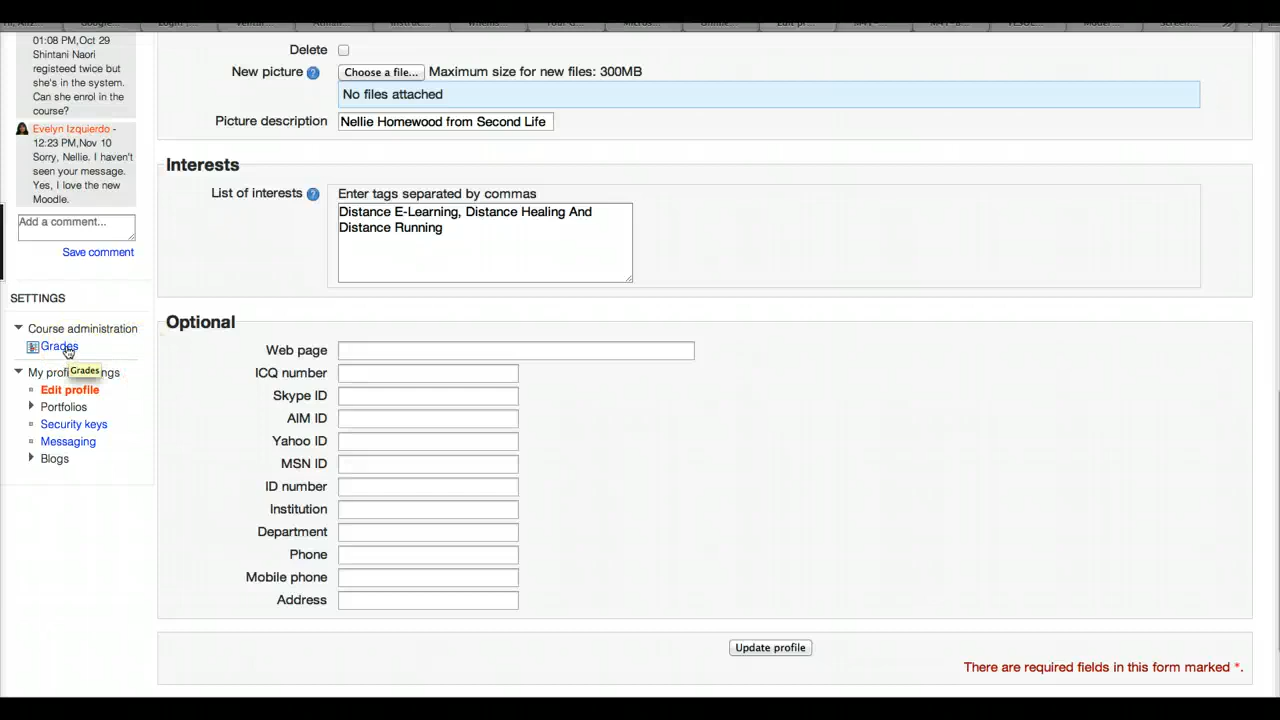 01:08 PM,Oct 29
Shintani Naori
registeed twice but
she's in the system.
Can she enrol in the
course?
Evelyn Izquierdo -
12:23 PM,Nov 10
Sorry, Nellie. I haven't
seen your message.
Yes, I love the new
Moodle.
Add a comment...
Save comment
SETTINGS
Course administration
Grades
Grades
My profi ngs
Edit profile
Portfolios
Security keys
Messaging
Blogs
Delete
New picture
Choose a file... Maximum size for new files: 300MB
No files attached
Picture description Nellie Homewood from Second Life
Interests
List of interests
Enter tags separated by commas
Distance E-Learning, Distance Healing And
Distance Running
Optional
Web page
ICQ number
Skype ID
AIM ID
Yahoo ID
MSN ID
ID number
Institution
Department
Phone
Mobile phone
Address
Update profile
There are required fields in this form marked *.